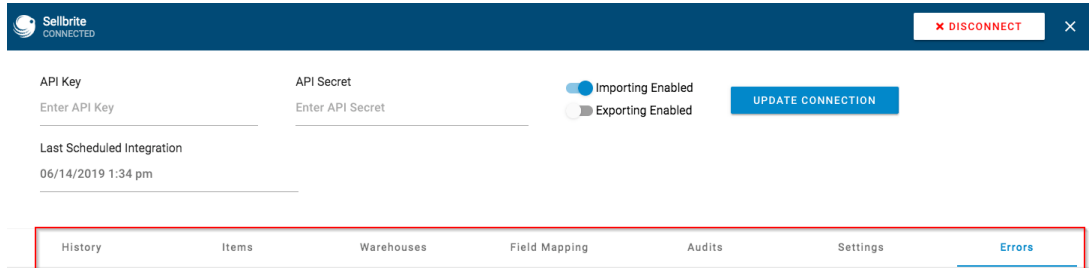 Sellbrite
CONNECTED
✖ DISCONNECT
×
API Key
API Secret
Importing Enabled
Enter API Key
Enter API Secret
UPDATE CONNECTION
Exporting Enabled
Last Scheduled Integration
06/14/2019 1:34 pm
History
Items
Warehouses
Field Mapping
Audits
Settings
Errors